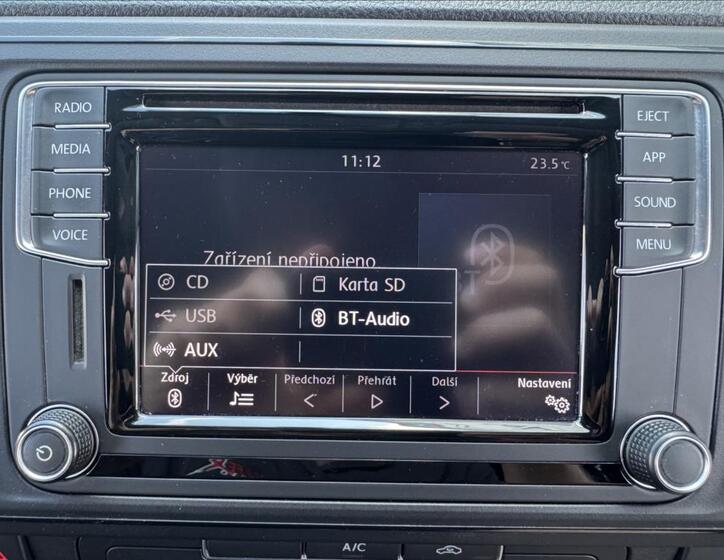 RADIO
MEDIA
PHONE
VOICE
EJECT
APP
SOUND
MENU
11:12 23.5°C
Zařízení nepřipojeno
CD Karta SD
USB BT-Audio
AUX
Zdroj Výběr Předchozí Přehrát Další Nastavení
A/C